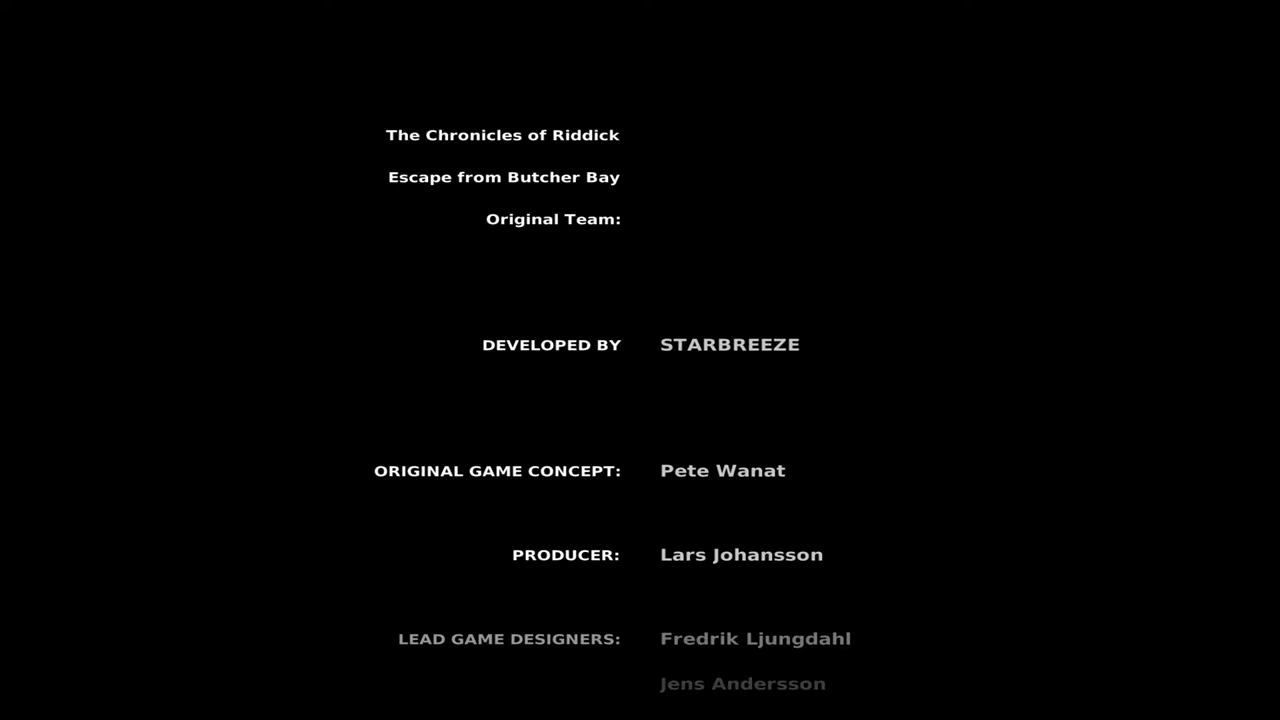 The Chronicles of Riddick
Escape from Butcher Bay
Original Team:
DEVELOPED BY STARBREEZE
ORIGINAL GAME CONCEPT: Pete Wanat
PRODUCER: Lars Johansson
LEAD GAME DESIGNERS: Fredrik Ljungdahl
Jens Andersson